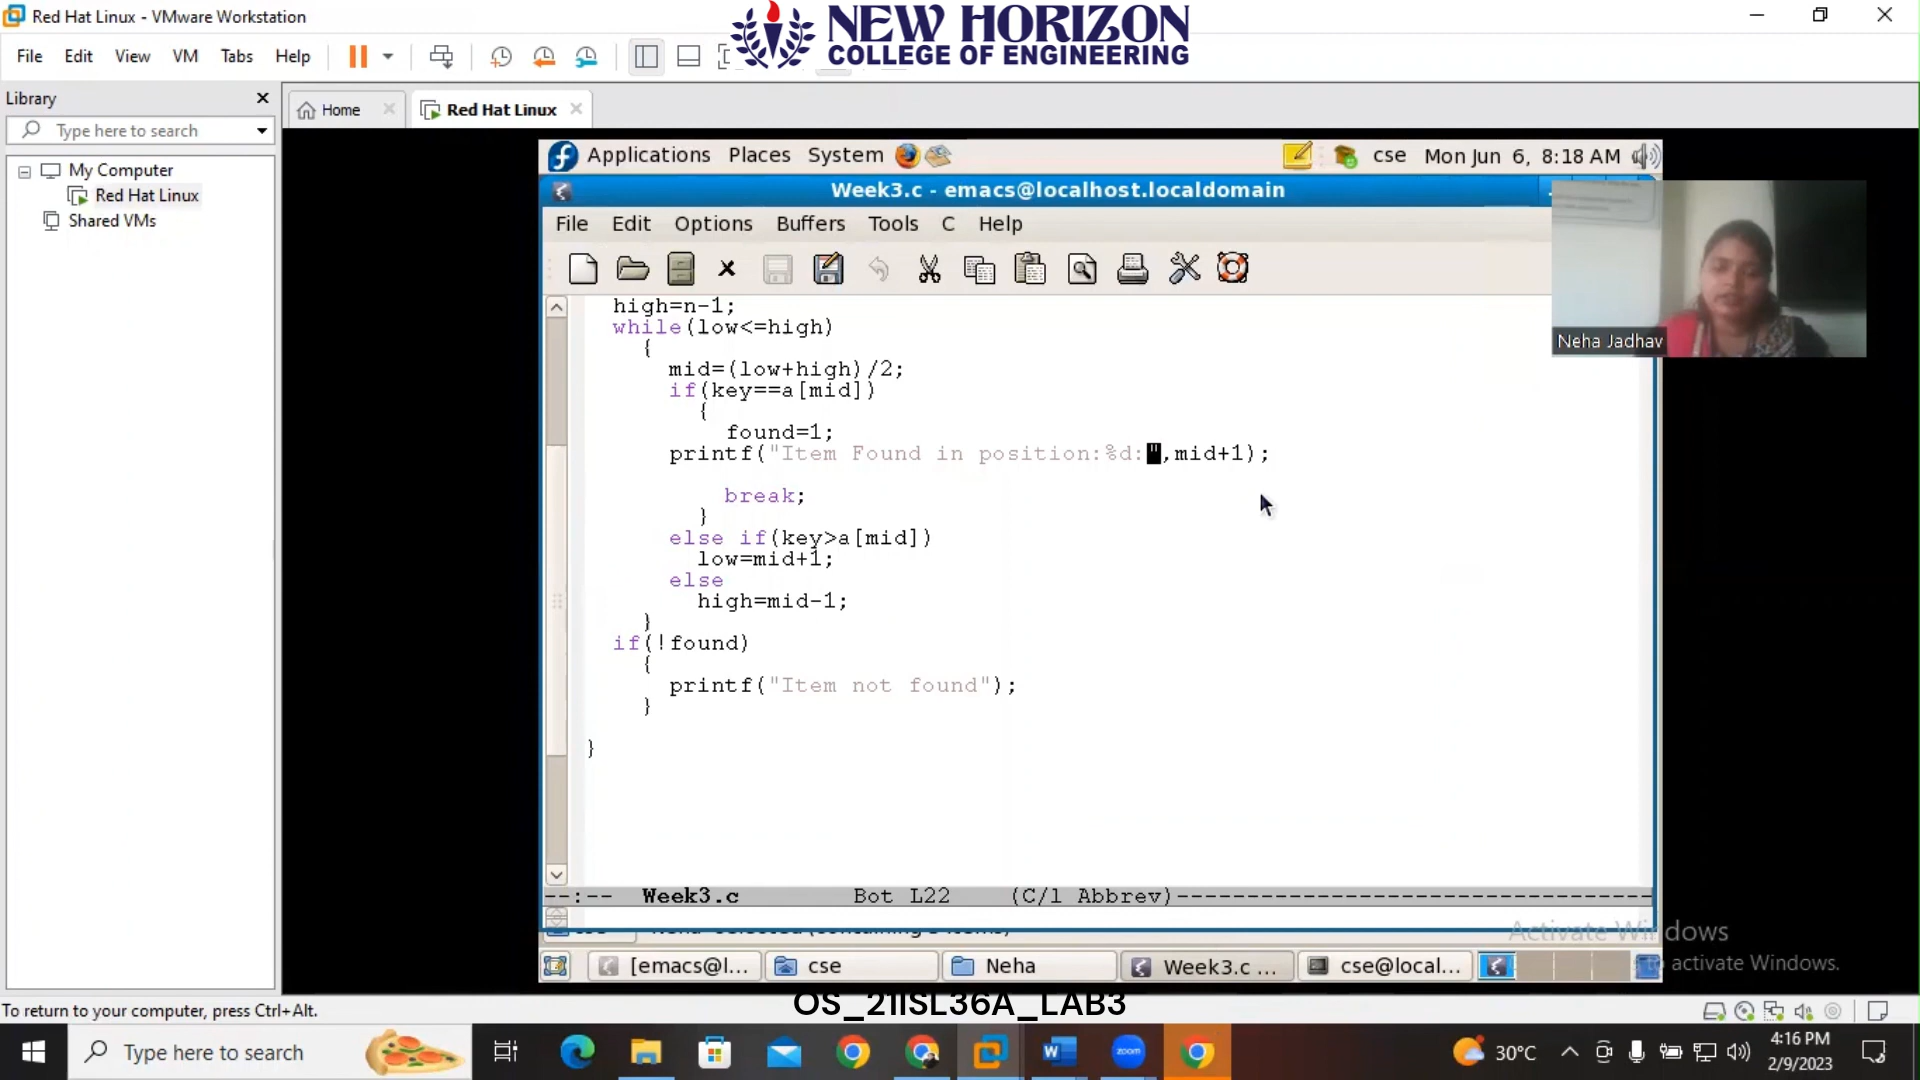 Red Hat Linux - VMware Workstation
NEW HORIZON
COLLEGE OF ENGINEERING
File Edit View VM Tabs Help
Library
Home
Red Hat Linux
Type here to search
My Computer
Red Hat Linux
Shared VMs
Applications Places System
cse Mon Jun 6, 8:18 AM
Week3.c - emacs@localhost.localdomain
File Edit Options Buffers Tools C Help
Neha Jadhav
high=n-1;
while(low<=high)
{
mid=(low+high)/2;
if(key==a[mid])
{
found=1;
printf("Item Found in position:%d:",mid+1);
break;
}
else if(key>a[mid])
low=mid+1;
else
high=mid-1;
}
if(!found)
{
printf("Item not found");
}
}
--:-- Week3.c Bot L22 (C/l Abbrev)--------------------------------
Activate Windows
activate Windows.
[emacs@l... cse Neha Week3.c ... cse@local...
OS_21ISL36A_LAB3
To return to your computer, press Ctrl+Alt.
Type here to search
zoom
30°C
4:16 PM
2/9/2023